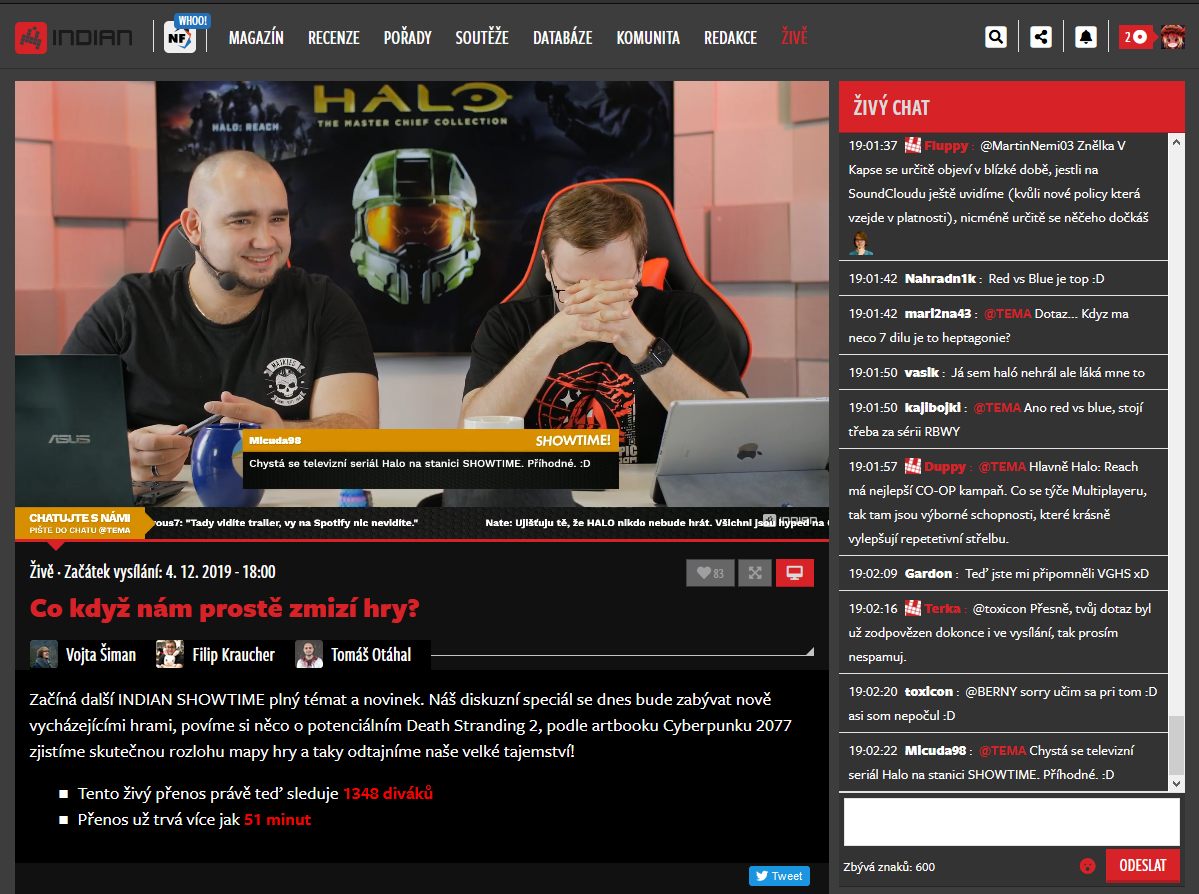 INDIAN
WHOO!
NF
MAGAZÍN
RECENZE
POŘADY
SOUTĚŽE
DATABÁZE
KOMUNITA
REDAKCE
ŽIVĚ
2
HALO
HALO: REACH
THE MASTER CHIEF COLLECTION
ASUS
Micuda98
SHOWTIME!
Chystá se televizní seriál Halo na stanici SHOWTIME. Příhodné. :D
CHATUJTE S NÁMI
PIŠTE DO CHATU @TEMA
rous7: "Tady vidíte trailer, vy na Spotify nic nevidíte."
Nate: Ujišťuju tě, že HALO nikdo nebude hrát. Všichni jsou hyped na
INDIAN
Živě · Začátek vysílání: 4. 12. 2019 - 18:00
83
Co když nám prostě zmizí hry?
Vojta Šiman
Filip Kraucher
Tomáš Otáhal
Začíná další INDIAN SHOWTIME plný témat a novinek. Náš diskuzní speciál se dnes bude zabývat nově
vycházejícími hrami, povíme si něco o potenciálním Death Stranding 2, podle artbooku Cyberpunku 2077
zjistíme skutečnou rozlohu mapy hry a taky odtajníme naše velké tajemství!
Tento živý přenos právě teď sleduje 1348 diváků
Přenos už trvá více jak 51 minut
Tweet
ŽIVÝ CHAT
19:01:37 Fluppy : @MartinNemi03 Znělka V
Kapse se určitě objeví v blízké době, jestli na
SoundCloudu ještě uvidíme (kvůli nové policy která
vzejde v platnosti), nicméně určitě se něčeho dočkáš
19:01:42 Nahradn1k : Red vs Blue je top :D
19:01:42 mari2na43 : @TEMA Dotaz... Kdyz ma
neco 7 dilu je to heptagonie?
19:01:50 vasik : Já sem haló nehrál ale láká mne to
19:01:50 kajibojki : @TEMA Ano red vs blue, stojí
třeba za sérii RBWY
19:01:57 Duppy : @TEMA Hlavně Halo: Reach
má nejlepší CO-OP kampaň. Co se týče Multiplayeru,
tak tam jsou výborné schopnosti, které krásně
vylepšují repetetivní střelbu.
19:02:09 Gardon : Teď jste mi připomněli VGHS xD
19:02:16 Terka : @toxicon Přesně, tvůj dotaz byl
už zodpovězen dokonce i ve vysílání, tak prosím
nespamuj.
19:02:20 toxicon : @BERNY sorry učim sa pri tom :D
asi som nepočul :D
19:02:22 Micuda98 : @TEMA Chystá se televizní
seriál Halo na stanici SHOWTIME. Příhodné. :D
Zbývá znaků: 600
ODESLAT